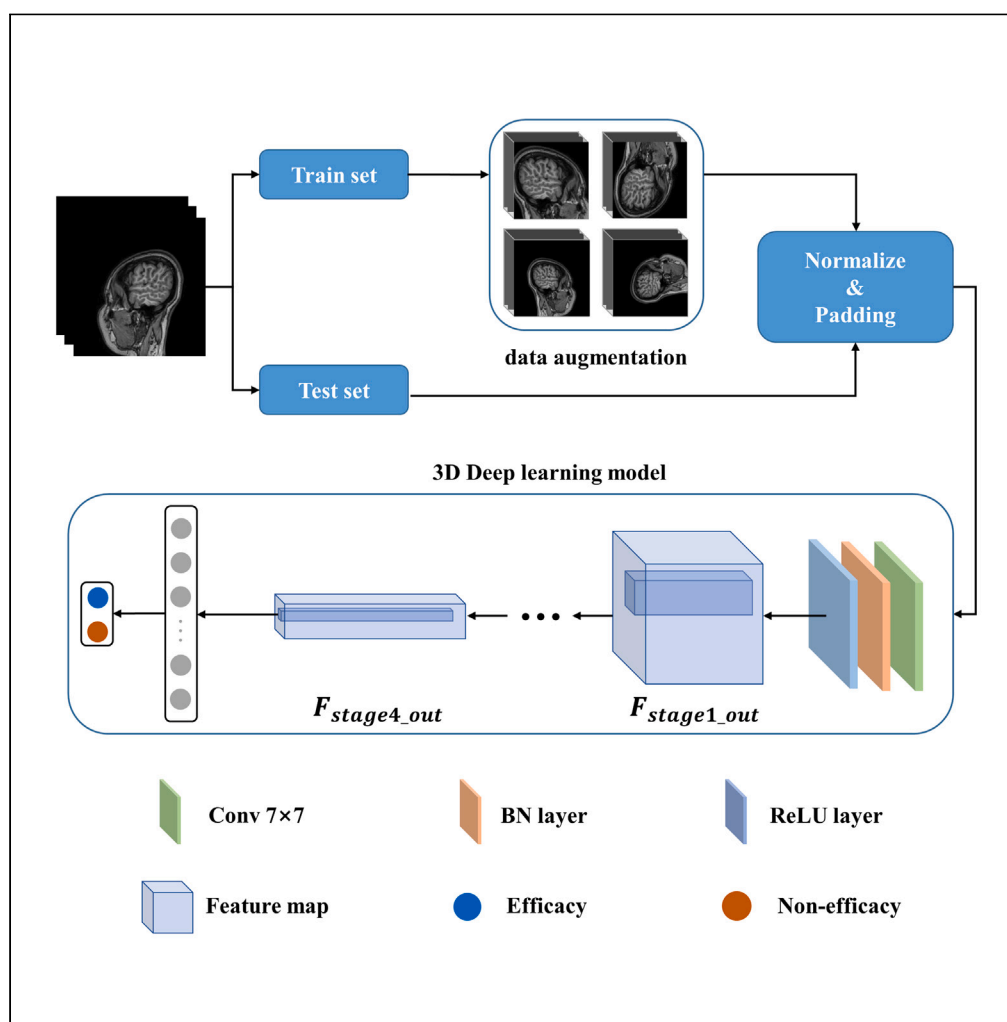 Train set
Normalize
&
Padding
data augmentation
Test set
3D Deep learning model
F_stage4_out
F_stage1_out
Conv 7×7
BN layer
ReLU layer
Feature map
Efficacy
Non-efficacy